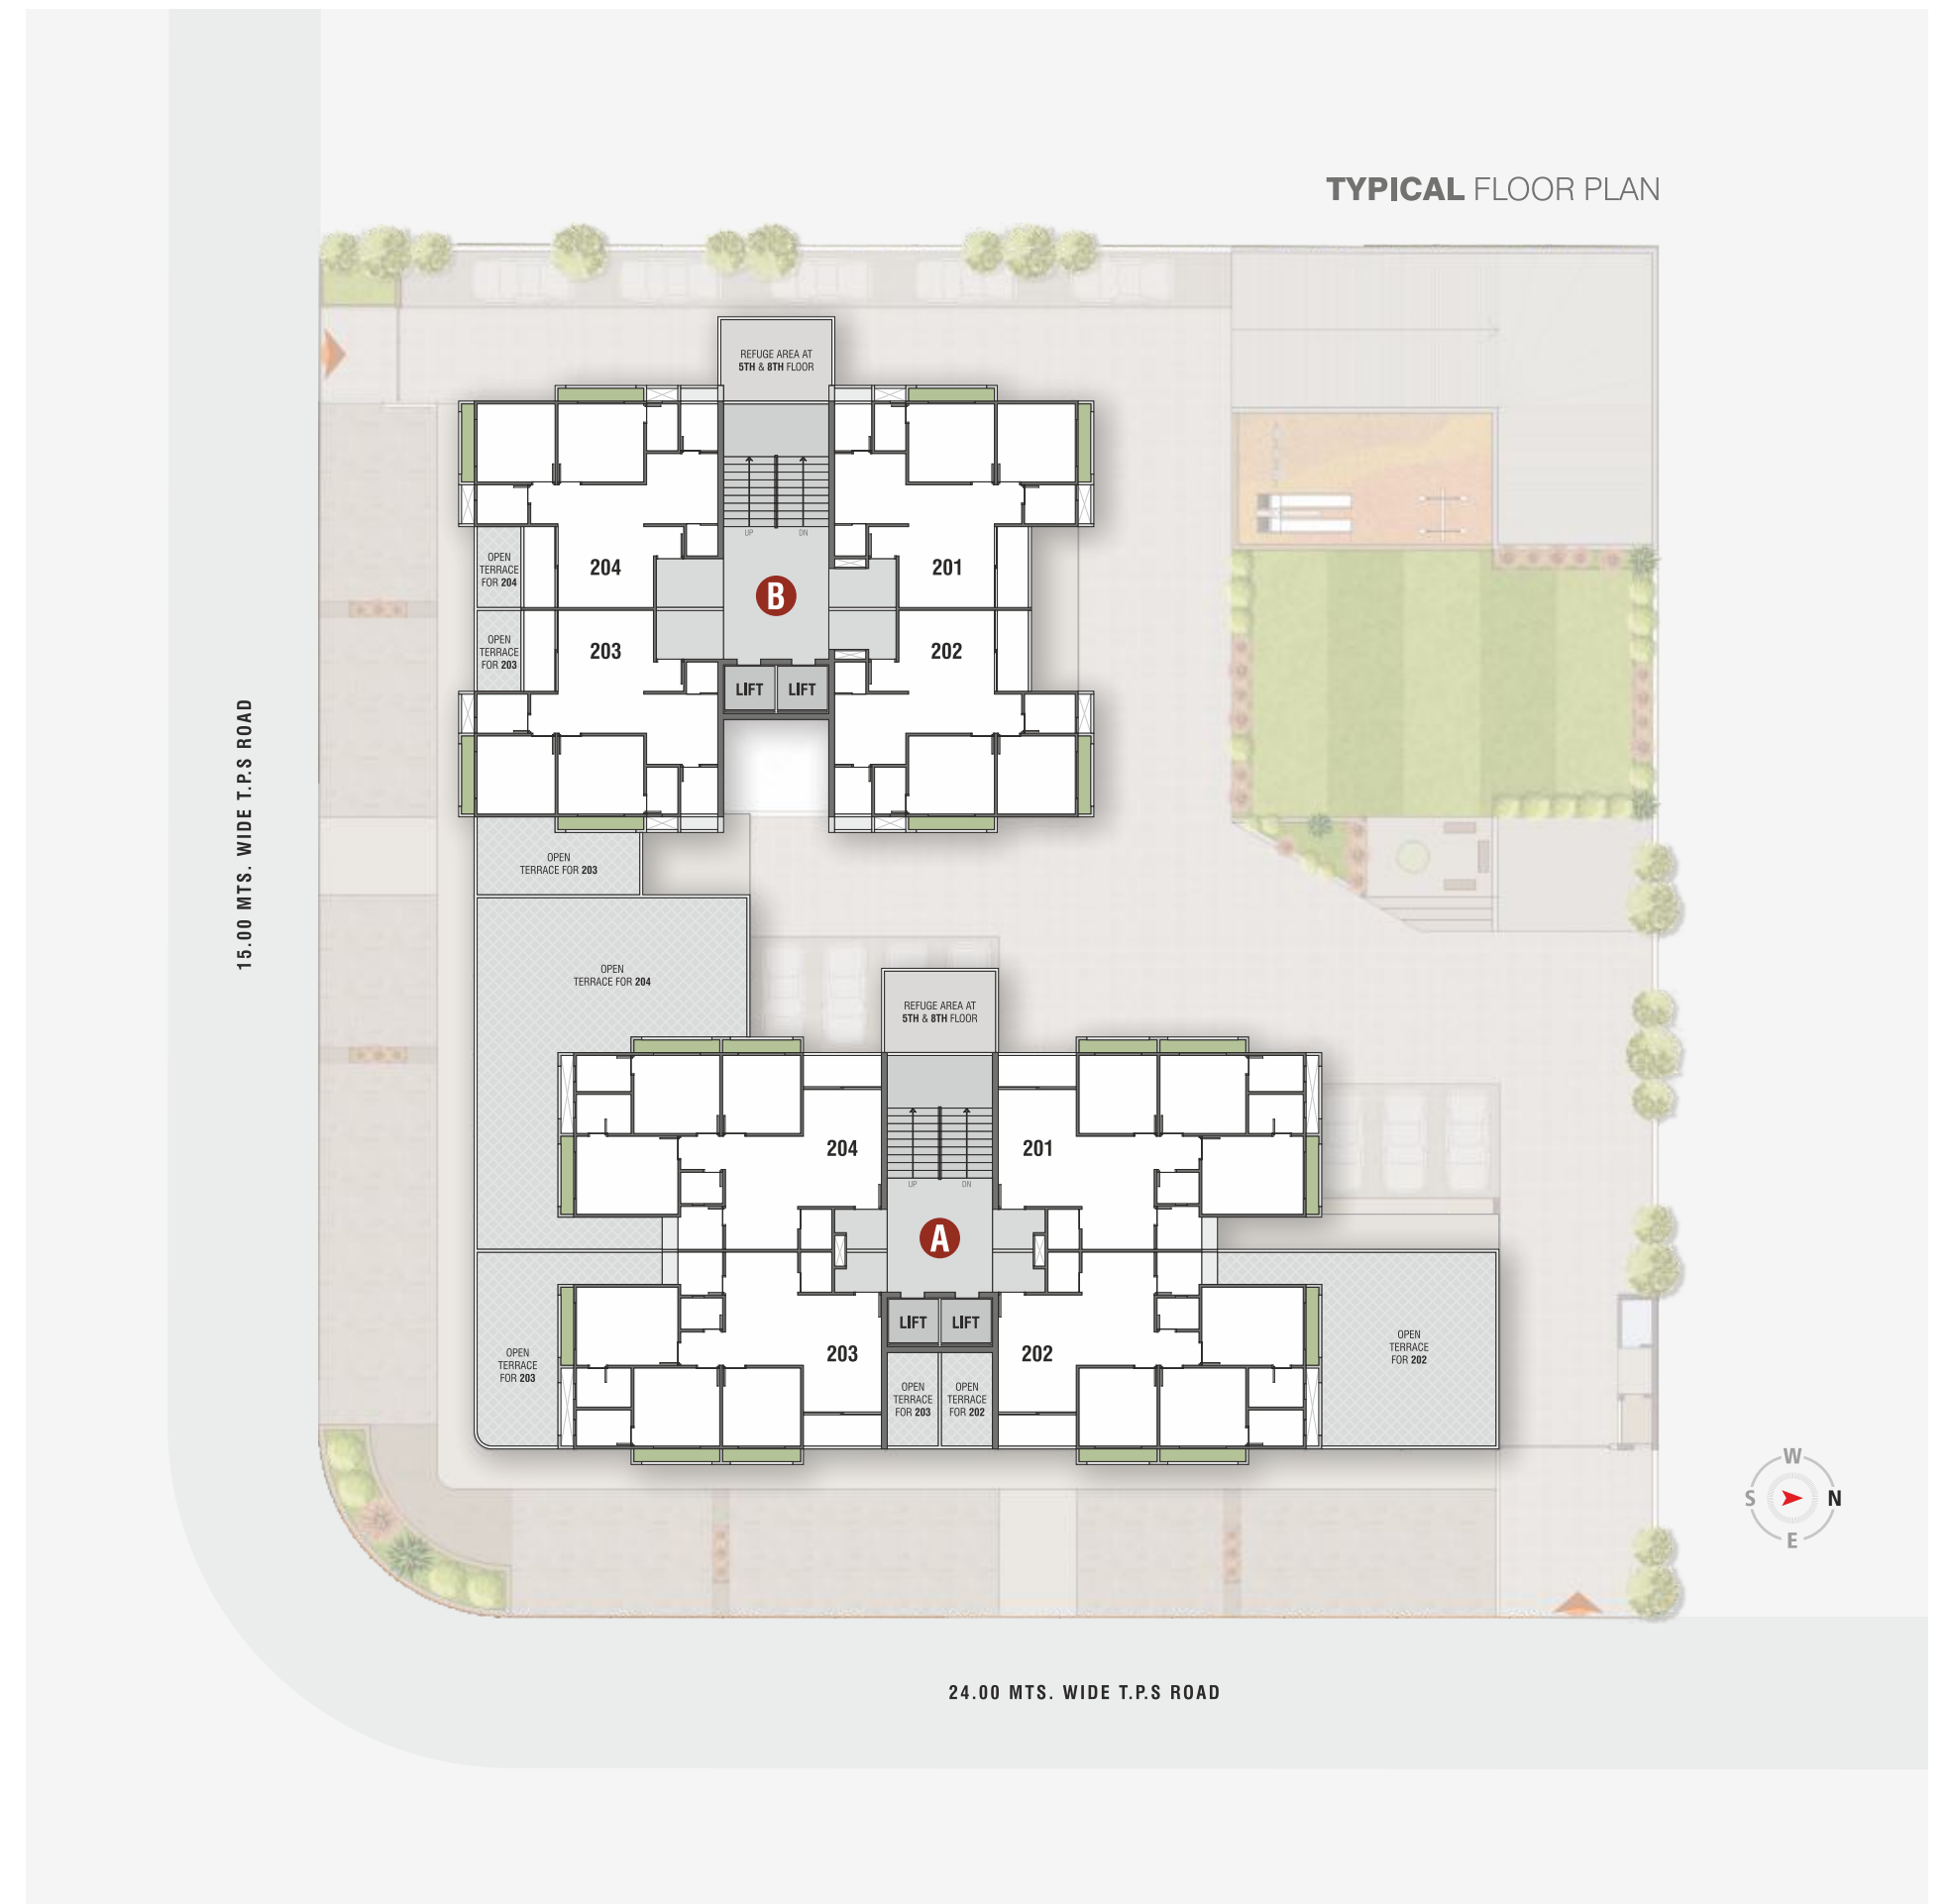 TYPICAL FLOOR PLAN
REFUGE AREA AT
5TH & 8TH FLOOR
UP
DN
OPEN
TERRACE
FOR 204
204
B
201
OPEN
TERRACE
FOR 203
203
202
LIFT
LIFT
OPEN
TERRACE FOR 203
15.00 MTS. WIDE T.P.S ROAD
OPEN
TERRACE FOR 204
REFUGE AREA AT
5TH & 8TH FLOOR
204
201
UP
DN
A
LIFT
LIFT
203
202
OPEN
TERRACE
FOR 203
OPEN
TERRACE
FOR 203
OPEN
TERRACE
FOR 202
OPEN
TERRACE
FOR 202
W
S
N
E
24.00 MTS. WIDE T.P.S ROAD